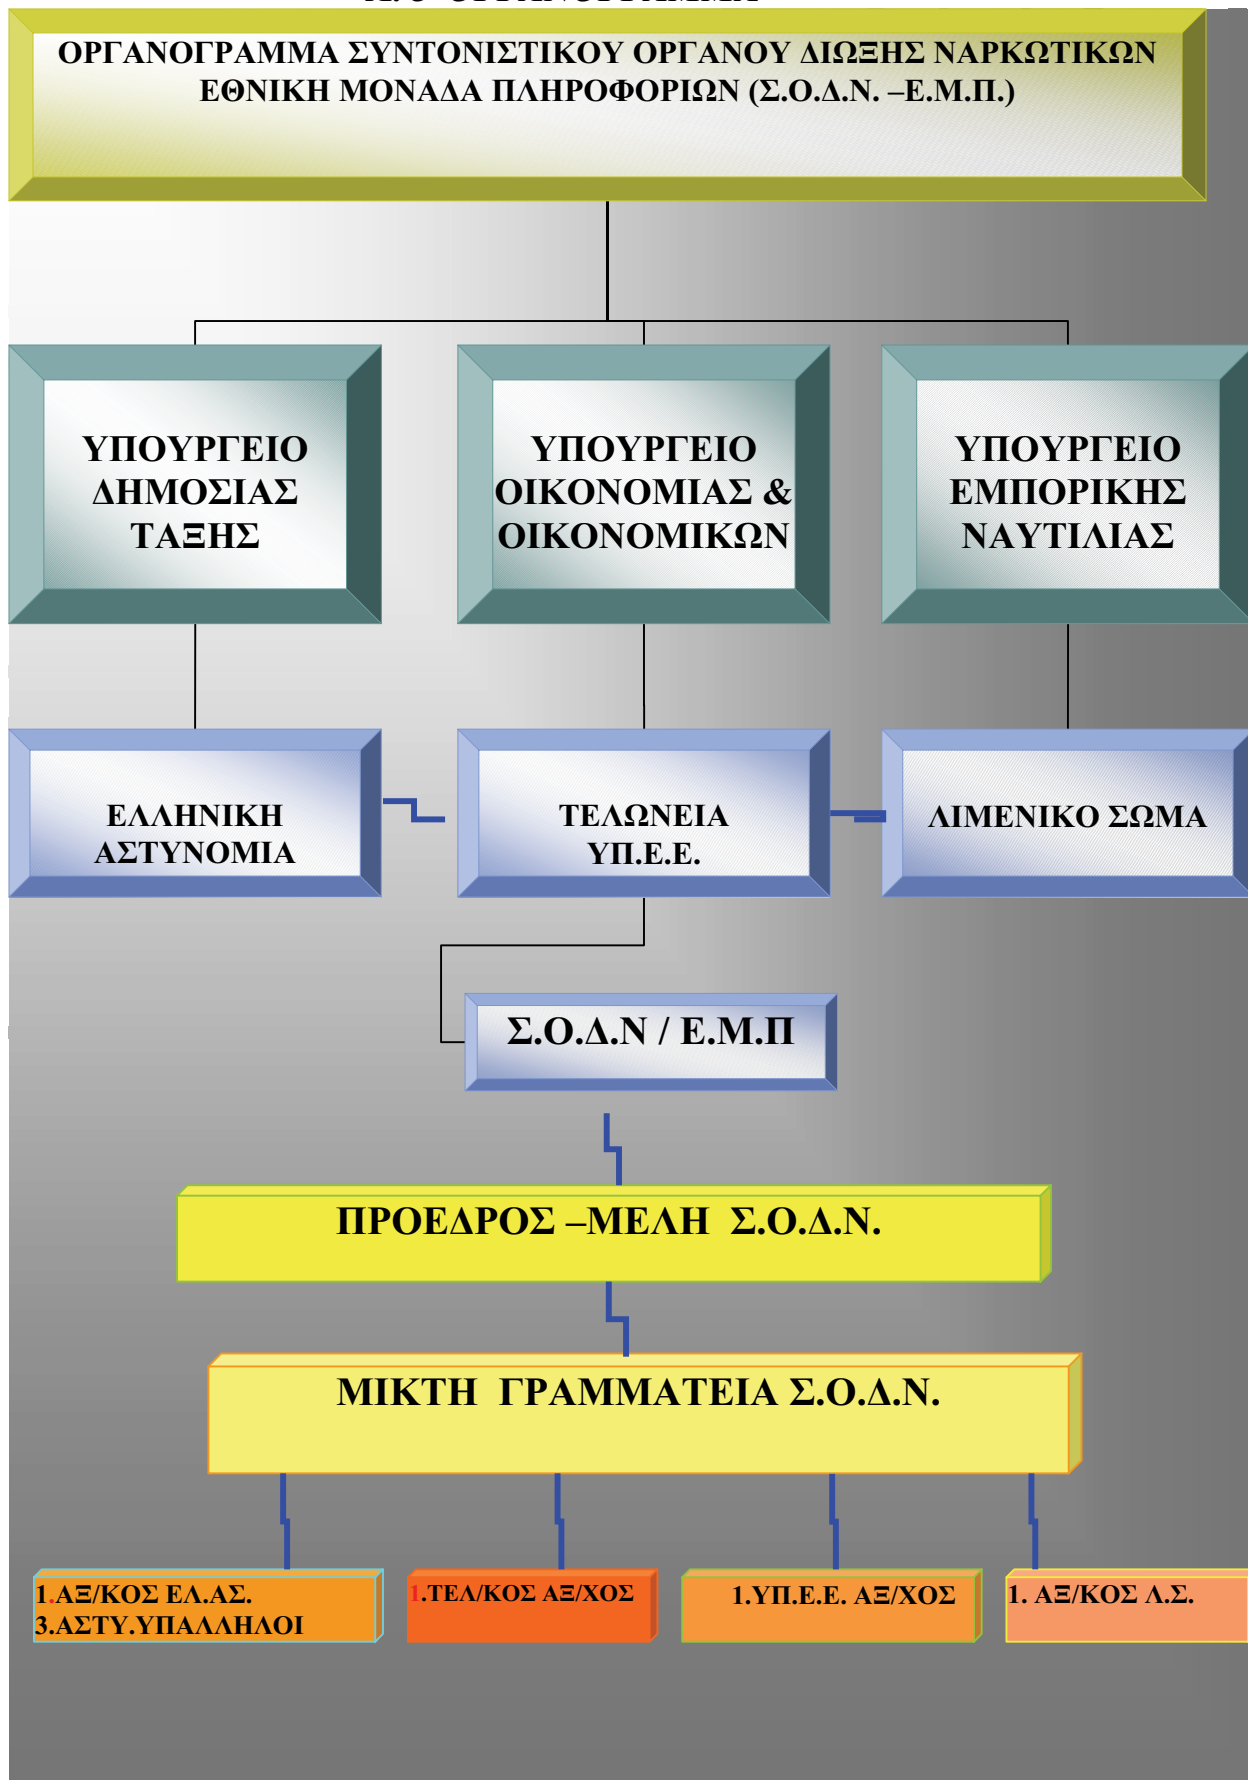 ΟΡΓΑΝΟΓΡΑΜΜΑ
ΟΡΓΑΝΟΓΡΑΜΜΑ ΣΥΝΤΟΝΙΣΤΙΚΟΥ ΟΡΓΑΝΟΥ ΔΙΩΞΗΣ ΝΑΡΚΩΤΙΚΩΝ
ΕΘΝΙΚΗ ΜΟΝΑΔΑ ΠΛΗΡΟΦΟΡΙΩΝ (Σ.Ο.Δ.Ν. –Ε.Μ.Π.)
ΥΠΟΥΡΓΕΙΟ
ΔΗΜΟΣΙΑΣ
ΤΑΞΗΣ
ΥΠΟΥΡΓΕΙΟ
ΟΙΚΟΝΟΜΙΑΣ &
ΟΙΚΟΝΟΜΙΚΩΝ
ΥΠΟΥΡΓΕΙΟ
ΕΜΠΟΡΙΚΗΣ
ΝΑΥΤΙΛΙΑΣ
ΕΛΛΗΝΙΚΗ
ΑΣΤΥΝΟΜΙΑ
ΤΕΛΩΝΕΙΑ
ΥΠ.Ε.Ε.
ΛΙΜΕΝΙΚΟ ΣΩΜΑ
Σ.Ο.Δ.Ν / Ε.Μ.Π
ΠΡΟΕΔΡΟΣ –ΜΕΛΗ Σ.Ο.Δ.Ν.
ΜΙΚΤΗ ΓΡΑΜΜΑΤΕΙΑ Σ.Ο.Δ.Ν.
1.ΑΞ/ΚΟΣ ΕΛ.ΑΣ.
3.ΑΣΤΥ.ΥΠΑΛΛΗΛΟΙ
1.ΤΕΛ/ΚΟΣ ΑΞ/ΧΟΣ
1.ΥΠ.Ε.Ε. ΑΞ/ΧΟΣ
1. ΑΞ/ΚΟΣ Λ.Σ.